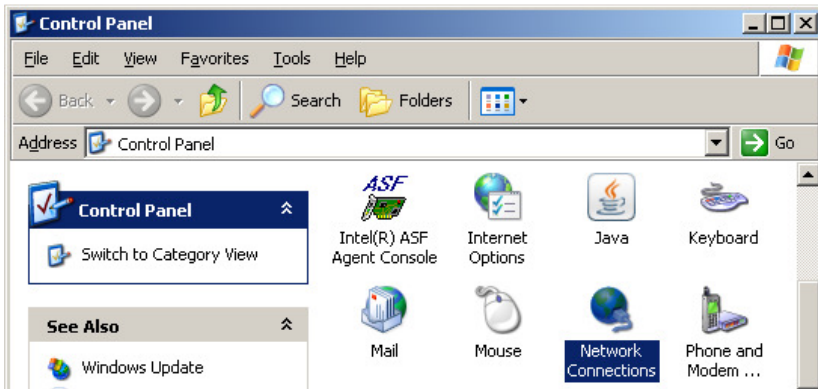 Control Panel
File Edit View Favorites Tools Help
Back Search Folders
Address Control Panel Go
Control Panel
Switch to Category View
See Also
Windows Update
ASF
Intel(R) ASF
Agent Console
Internet
Options
Java
Keyboard
Mail
Mouse
Network
Connections
Phone and
Modem ...